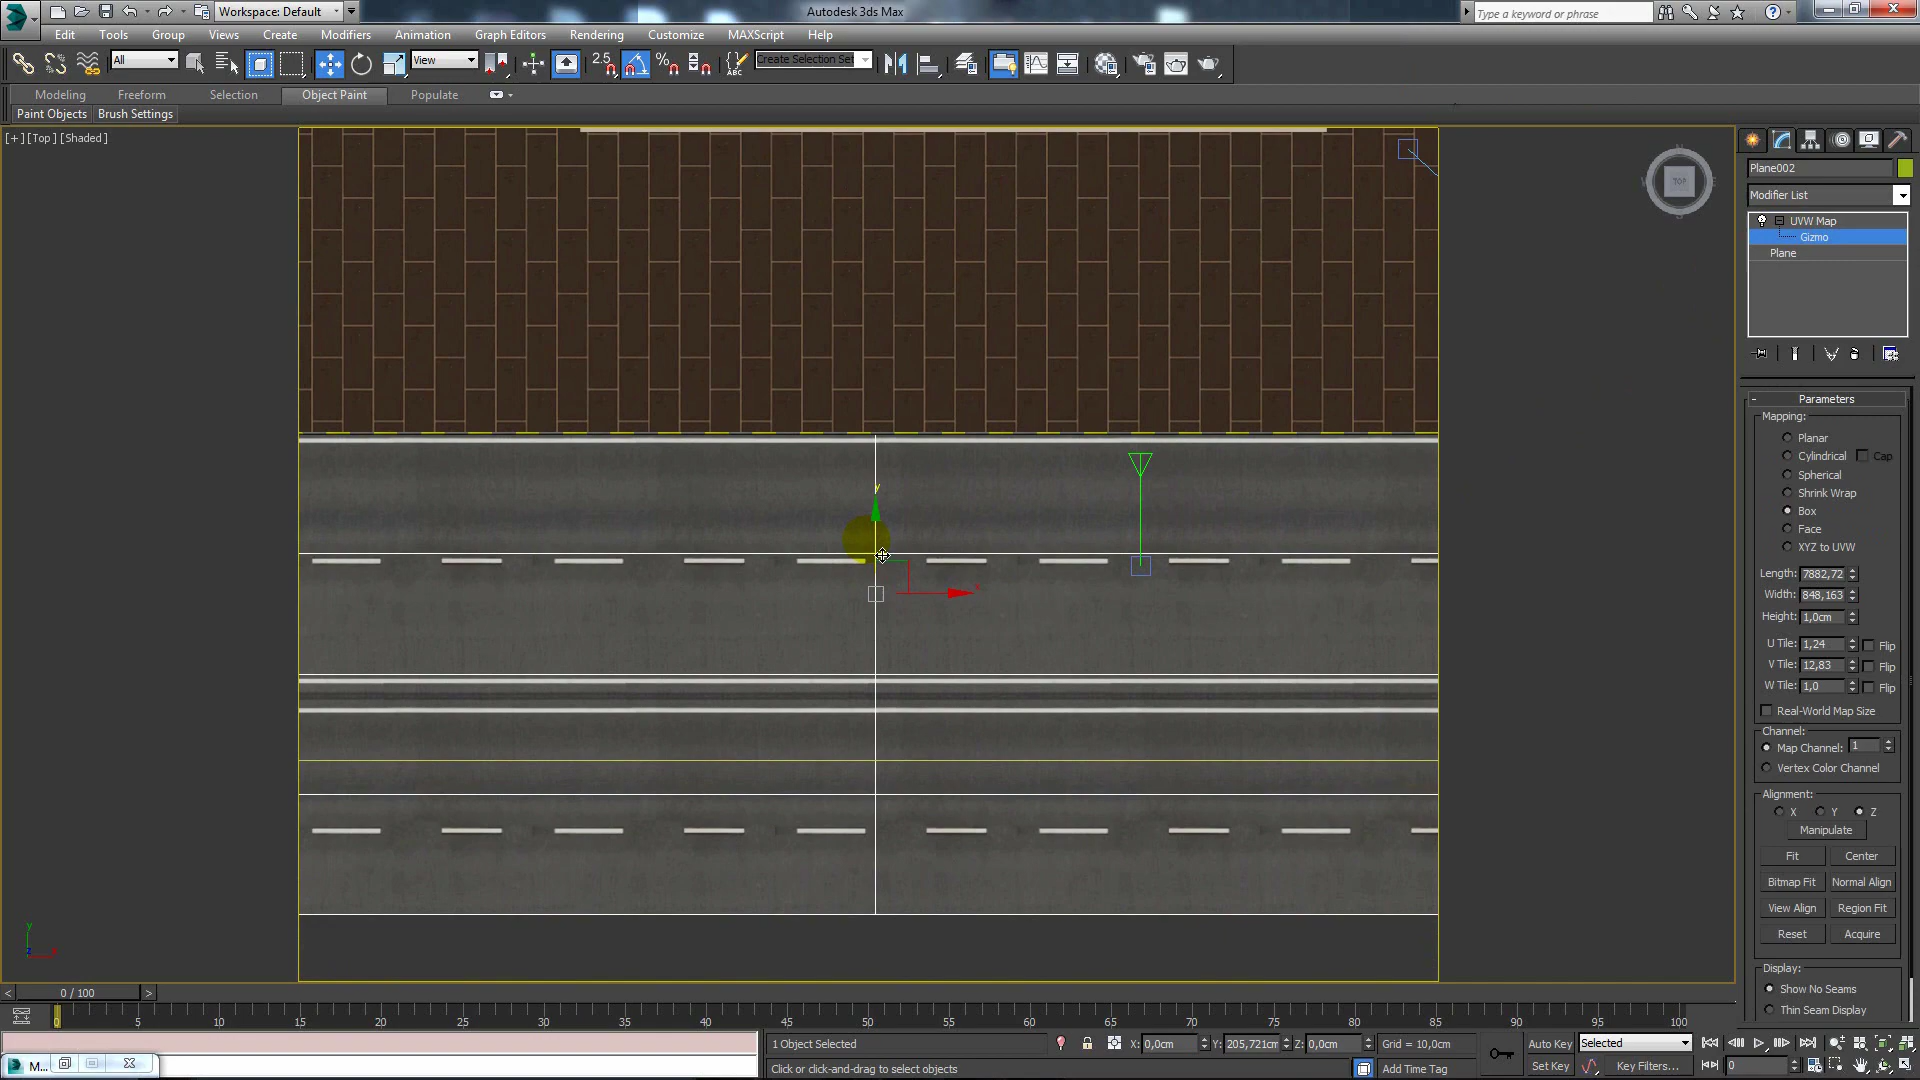 Workspace: Default
Autodesk 3ds Max
Type a keyword or phrase
Edit Tools Group Views Create Modifiers Animation Graph Editors Rendering Customize MAXScript Help
All View 2.5 Create Selection Set
Modeling Freeform Selection Object Paint Populate
Paint Objects Brush Settings
[+] [Top] [Shaded]
TOP
Plane002
Modifier List
UVW Map
Gizmo
Plane
Parameters
Mapping:
Planar
Cylindrical Cap
Spherical
Shrink Wrap
Box
Face
XYZ to UVW
Length: 7882,72
Width: 848,163
Height: 1,0cm
U Tile: 1,24 Flip
V Tile: 12,83 Flip
W Tile: 1,0 Flip
Real-World Map Size
Channel:
Map Channel: 1
Vertex Color Channel
Alignment:
X Y Z
Manipulate
Fit Center
Bitmap Fit Normal Align
View Align Region Fit
Reset Acquire
Display:
Show No Seams
Thin Seam Display
y
x
y
0 / 100
0 5 10 15 20 25 30 35 40 45 50 55 60 65 70 75 80 85 90 95 100
1 Object Selected X: 0,0cm Y: 205,721cm Z: 0,0cm Grid = 10,0cm Auto Key Selected
M... Click or click-and-drag to select objects Add Time Tag Set Key Key Filters... 0